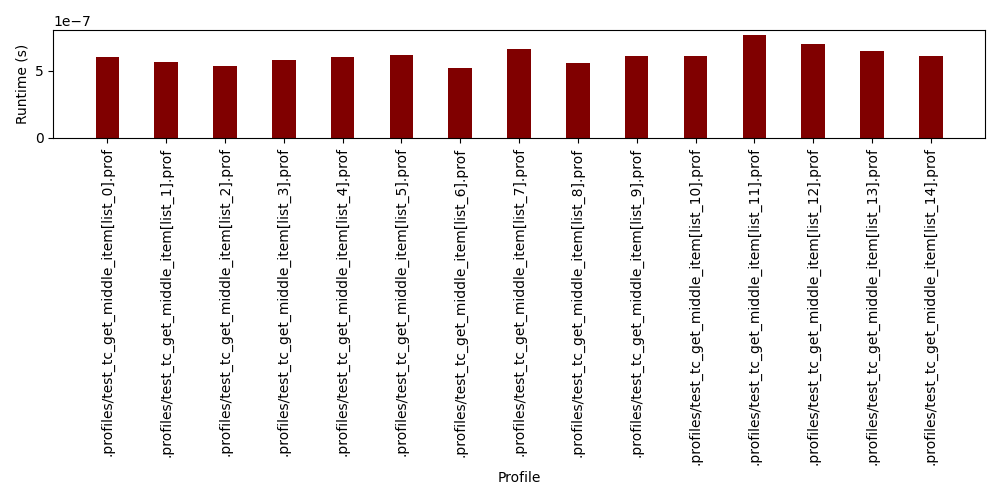 1e−7
Runtime (s)
5
0
.profiles/test_tc_get_middle_item[list_0].prof
.profiles/test_tc_get_middle_item[list_1].prof
.profiles/test_tc_get_middle_item[list_2].prof
.profiles/test_tc_get_middle_item[list_3].prof
.profiles/test_tc_get_middle_item[list_4].prof
.profiles/test_tc_get_middle_item[list_5].prof
.profiles/test_tc_get_middle_item[list_6].prof
.profiles/test_tc_get_middle_item[list_7].prof
.profiles/test_tc_get_middle_item[list_8].prof
.profiles/test_tc_get_middle_item[list_9].prof
.profiles/test_tc_get_middle_item[list_10].prof
.profiles/test_tc_get_middle_item[list_11].prof
.profiles/test_tc_get_middle_item[list_12].prof
.profiles/test_tc_get_middle_item[list_13].prof
.profiles/test_tc_get_middle_item[list_14].prof
Profile